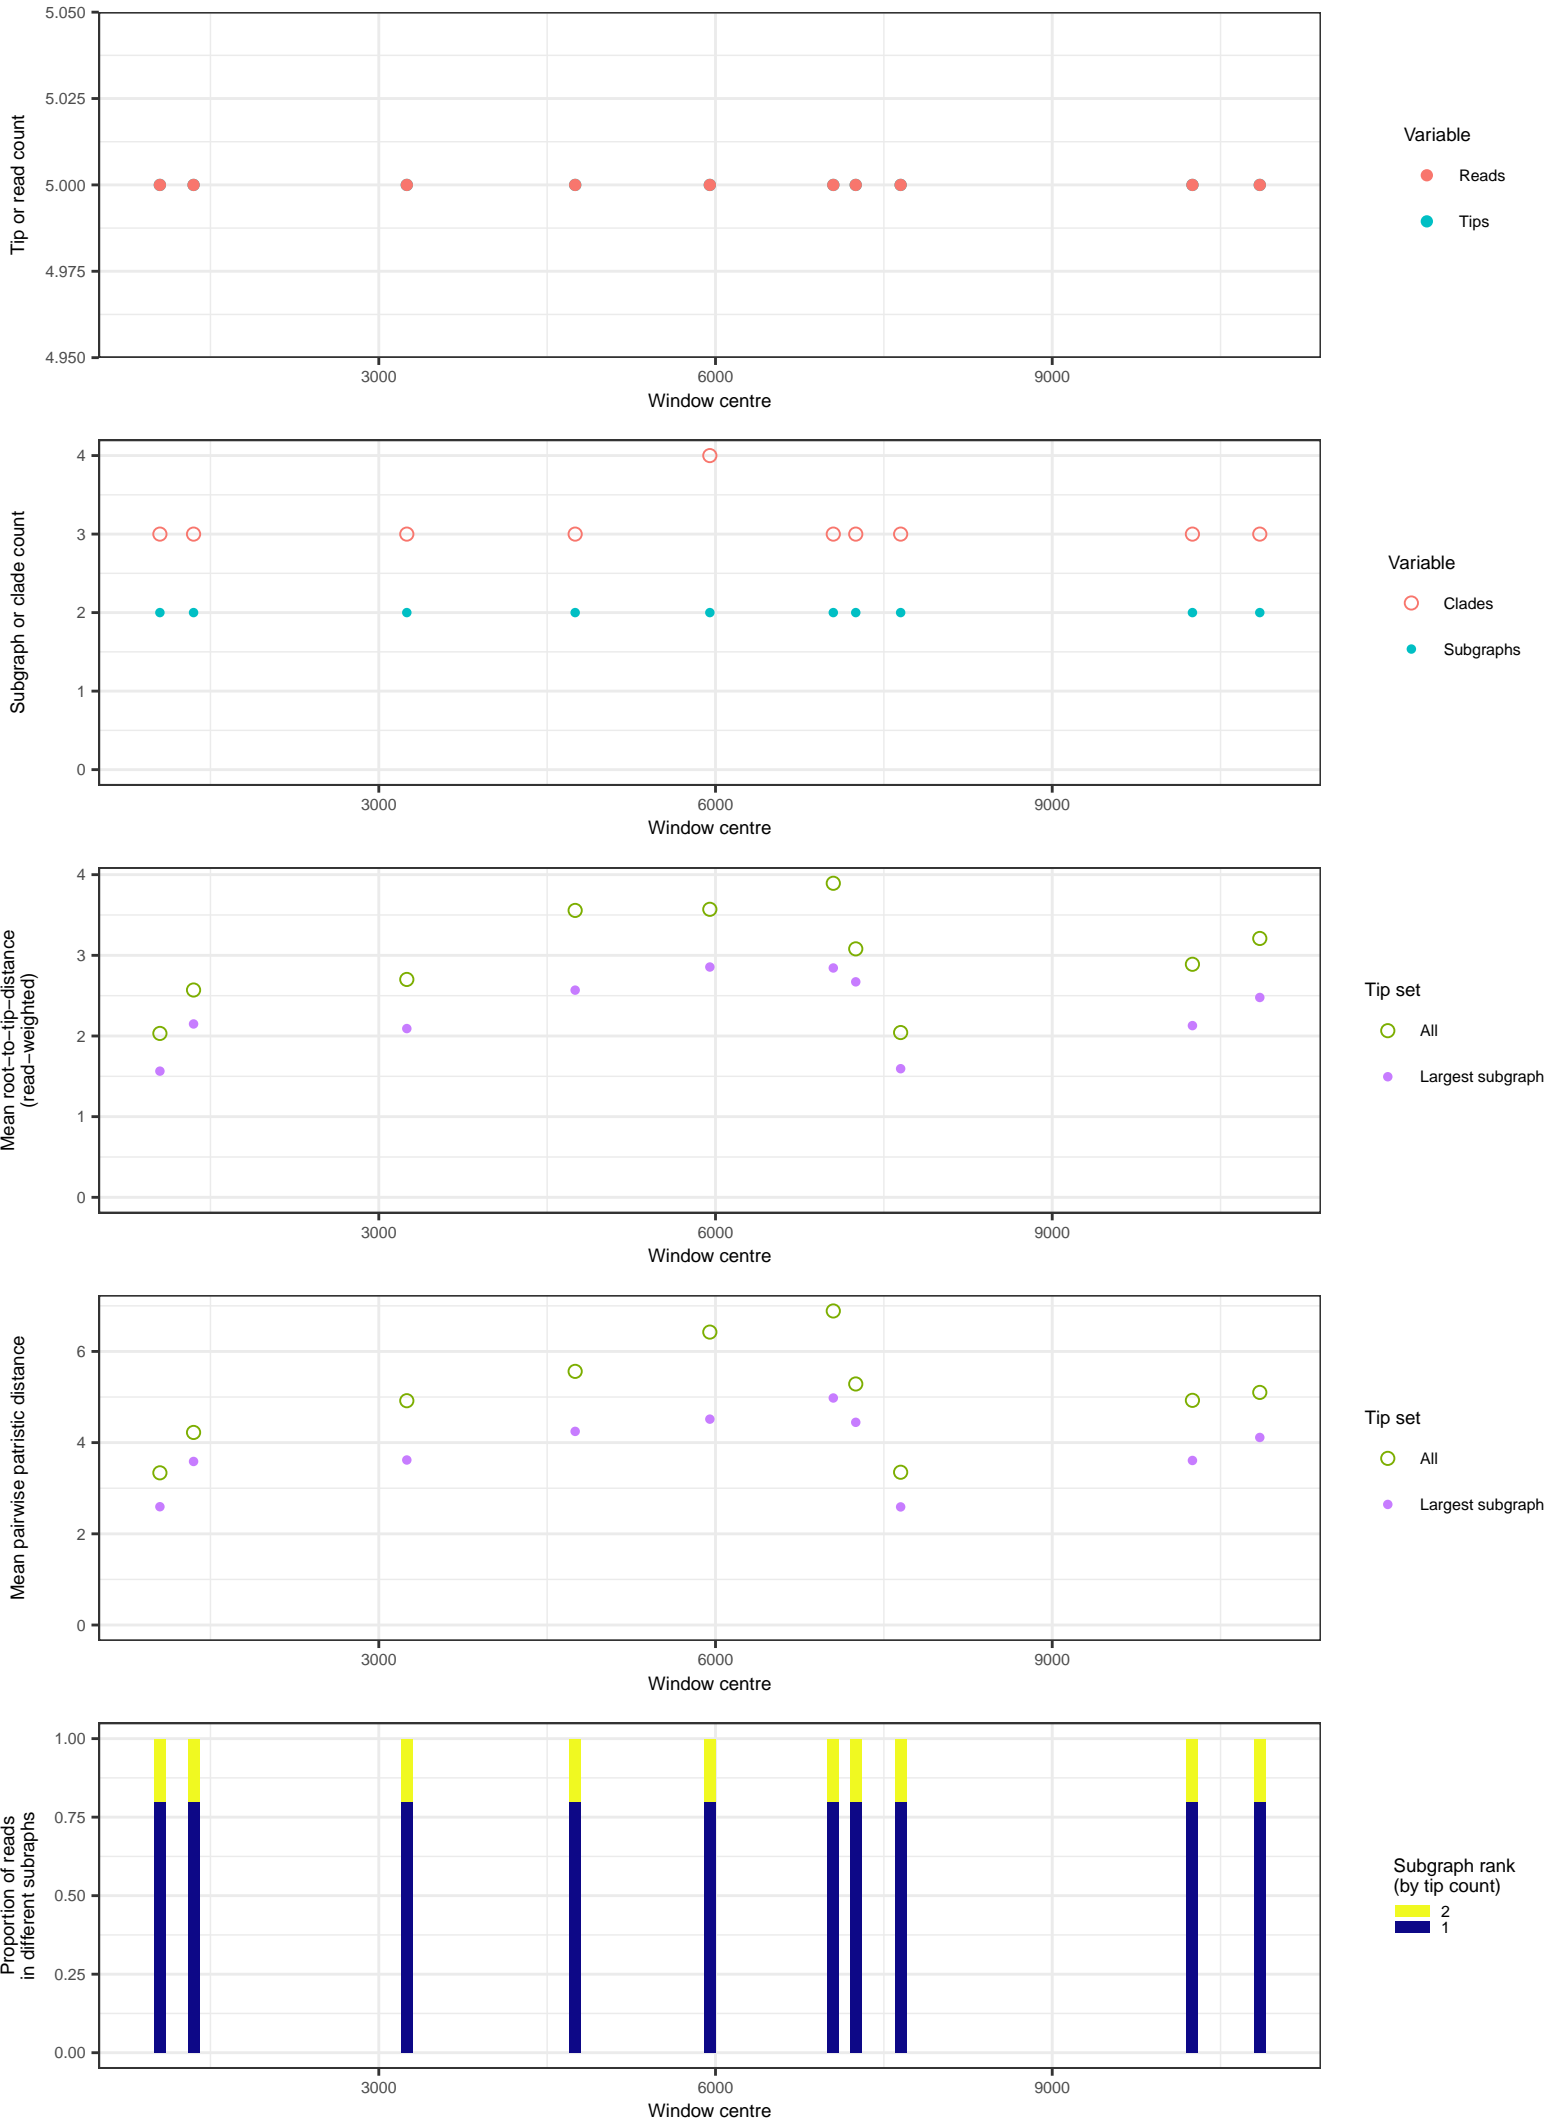 5.050
5.025
5.000
4.975
4.950
Tip or read count
3000
6000
9000
Window centre
Variable
Reads
Tips
4
3
2
1
0
Subgraph or clade count
3000
6000
9000
Window centre
Variable
Clades
Subgraphs
4
3
2
1
0
Mean root−to−tip−distance
(read−weighted)
3000
6000
9000
Window centre
Tip set
All
Largest subgraph
6
4
2
0
Mean pairwise patristic distance
3000
6000
9000
Window centre
Tip set
All
Largest subgraph
1.00
0.75
0.50
0.25
0.00
Proportion of reads
in different subraphs
3000
6000
9000
Window centre
Subgraph rank
(by tip count)
2
1